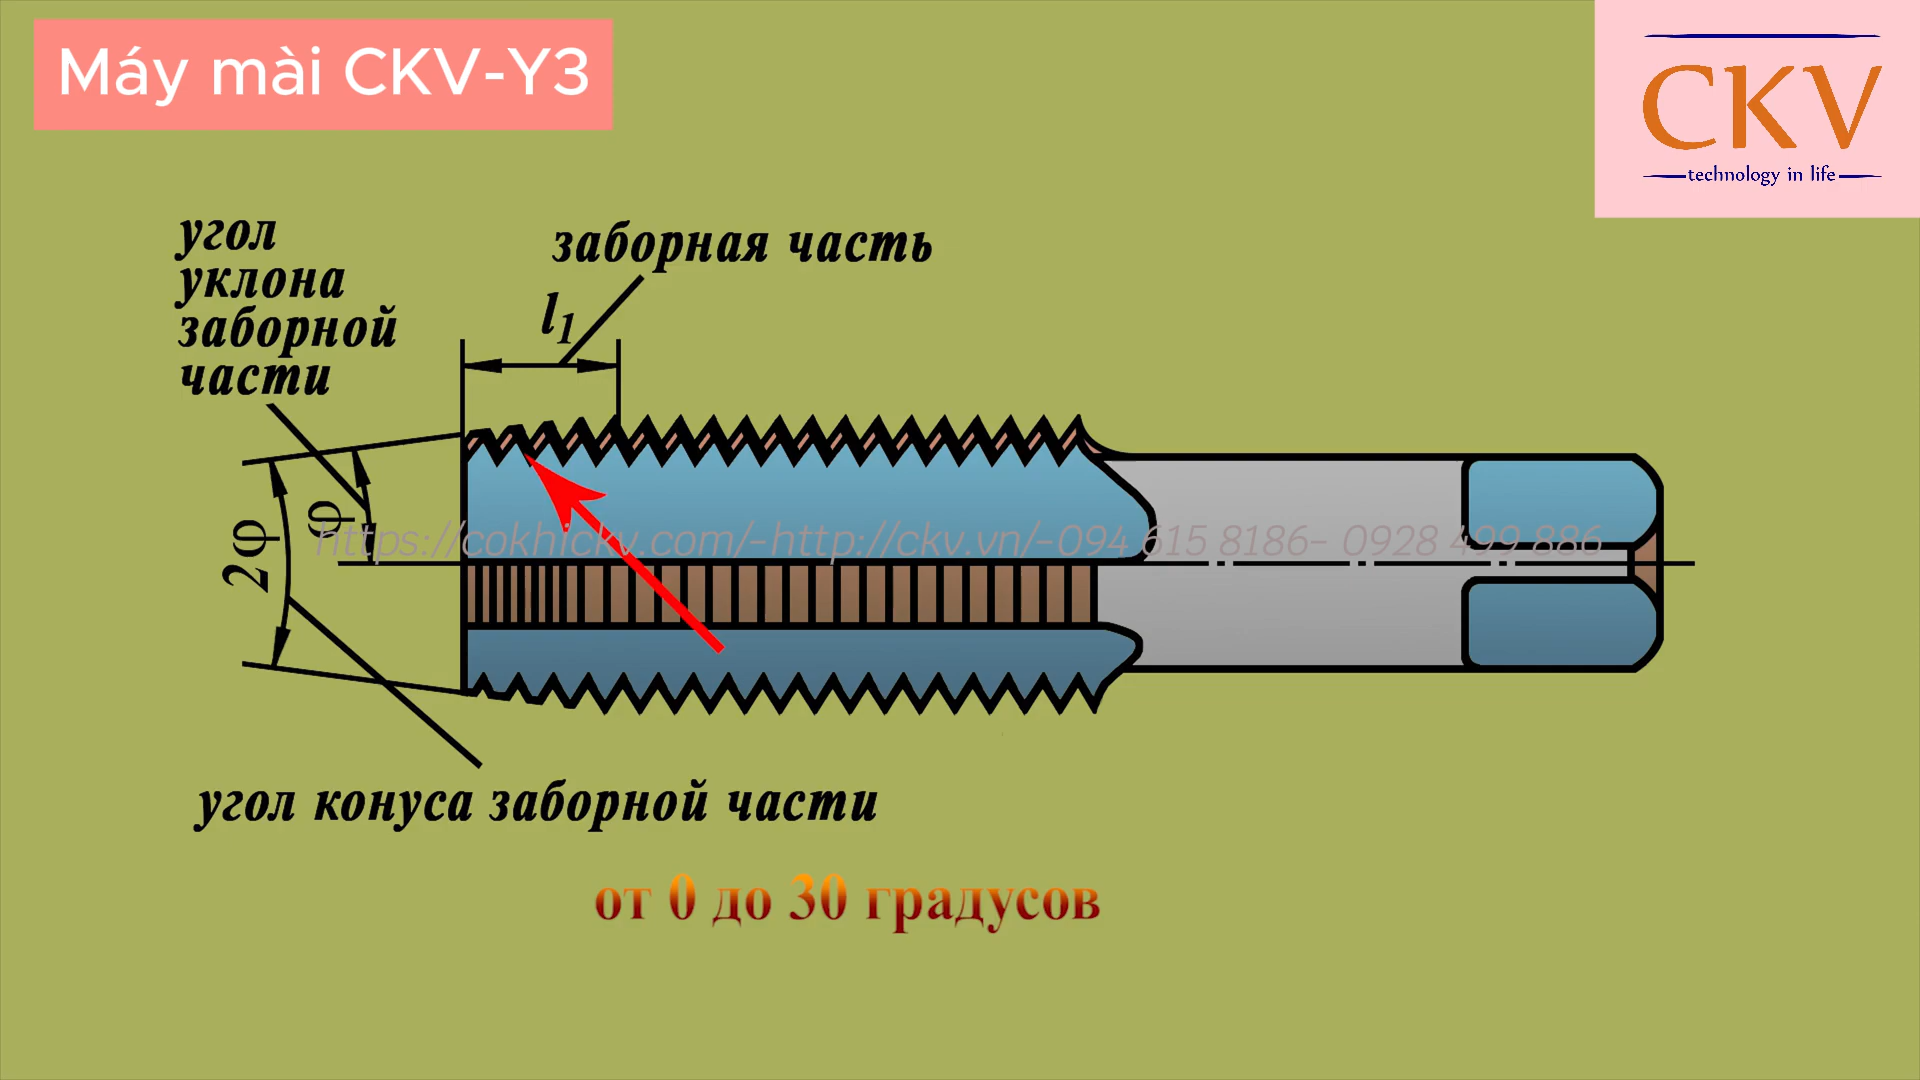 Máy mài CKV-Y3
CKV
technology in life
угол
уклона
заборной
части
заборная часть
l1
φ
2φ
https://cokhickv.com/-http://ckv.vn/-094 615 8186- 0928 499 886
угол конуса заборной части
от 0 до 30 градусов